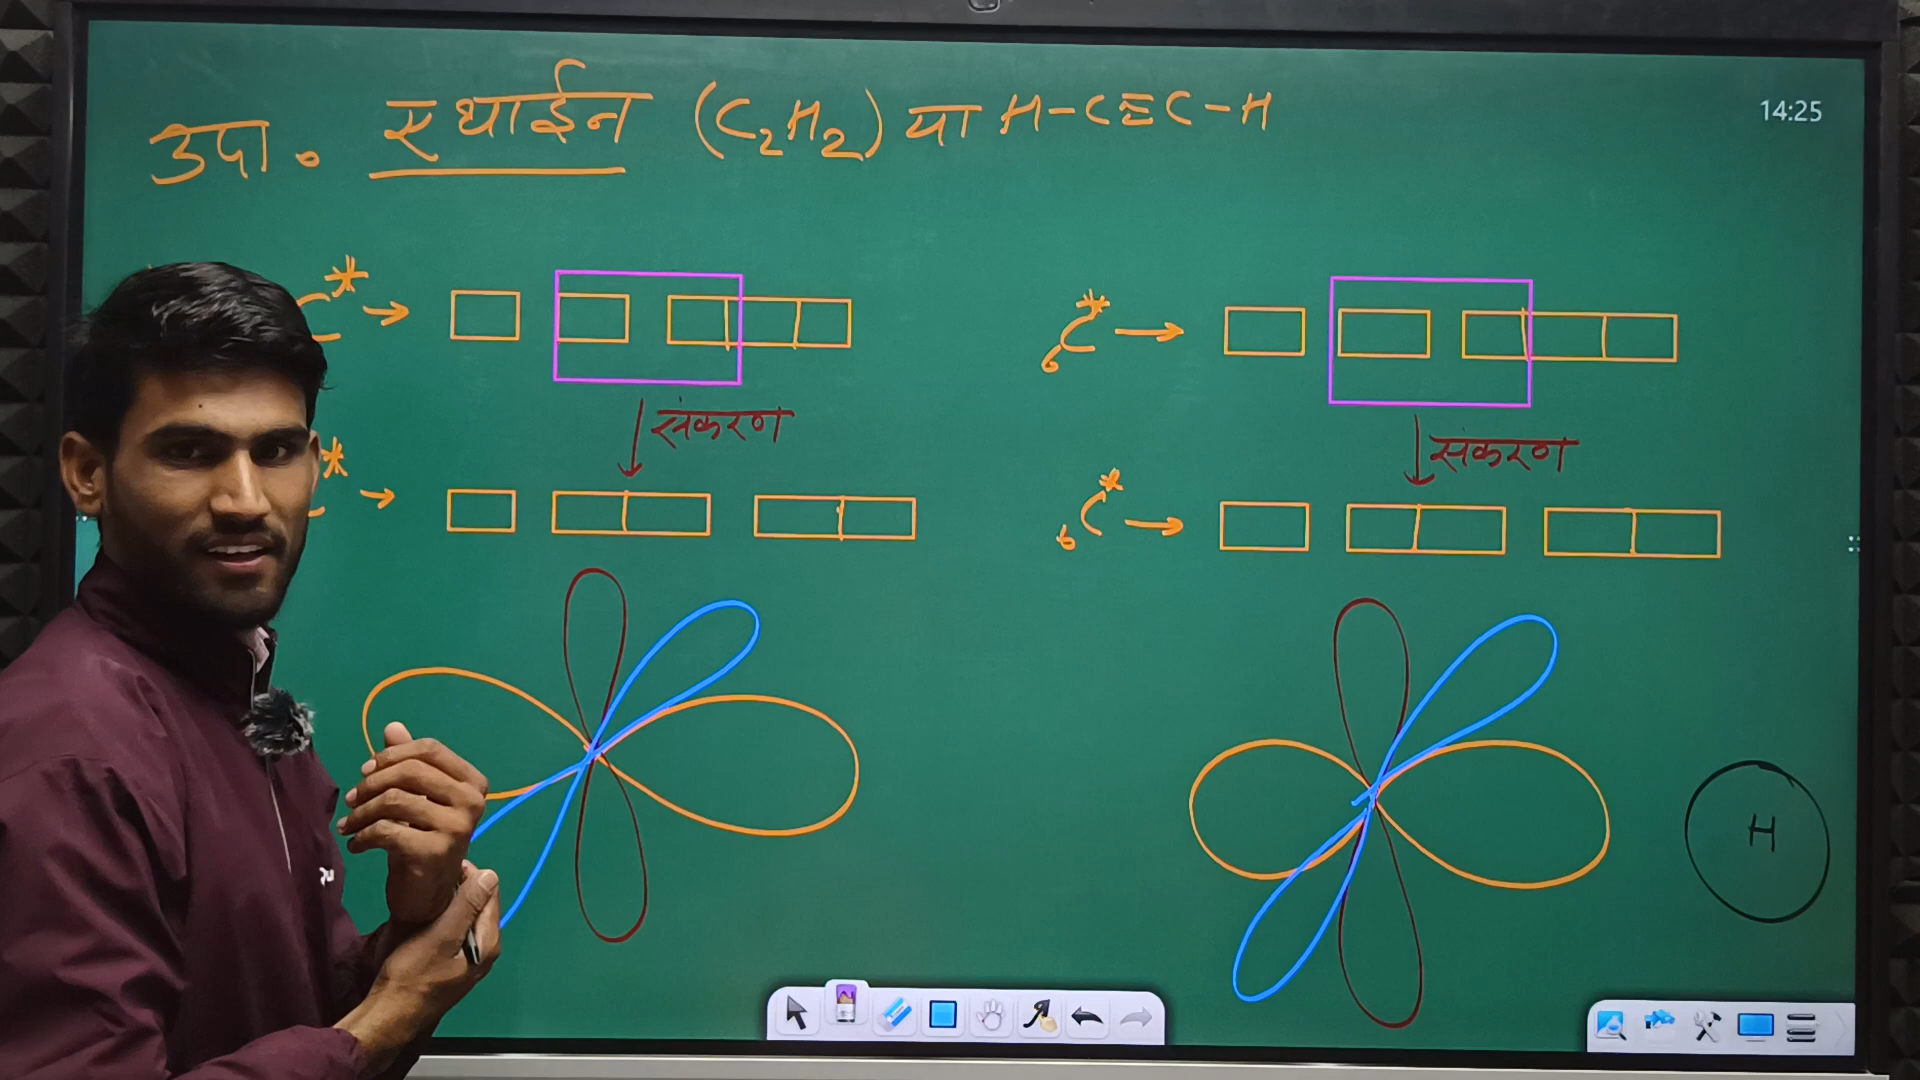 उदा. एथाईन (C₂H₂) या H-C≡C-H
14:25
C* →
₆C* →
संकरण
संकरण
* →
₆C* →
H